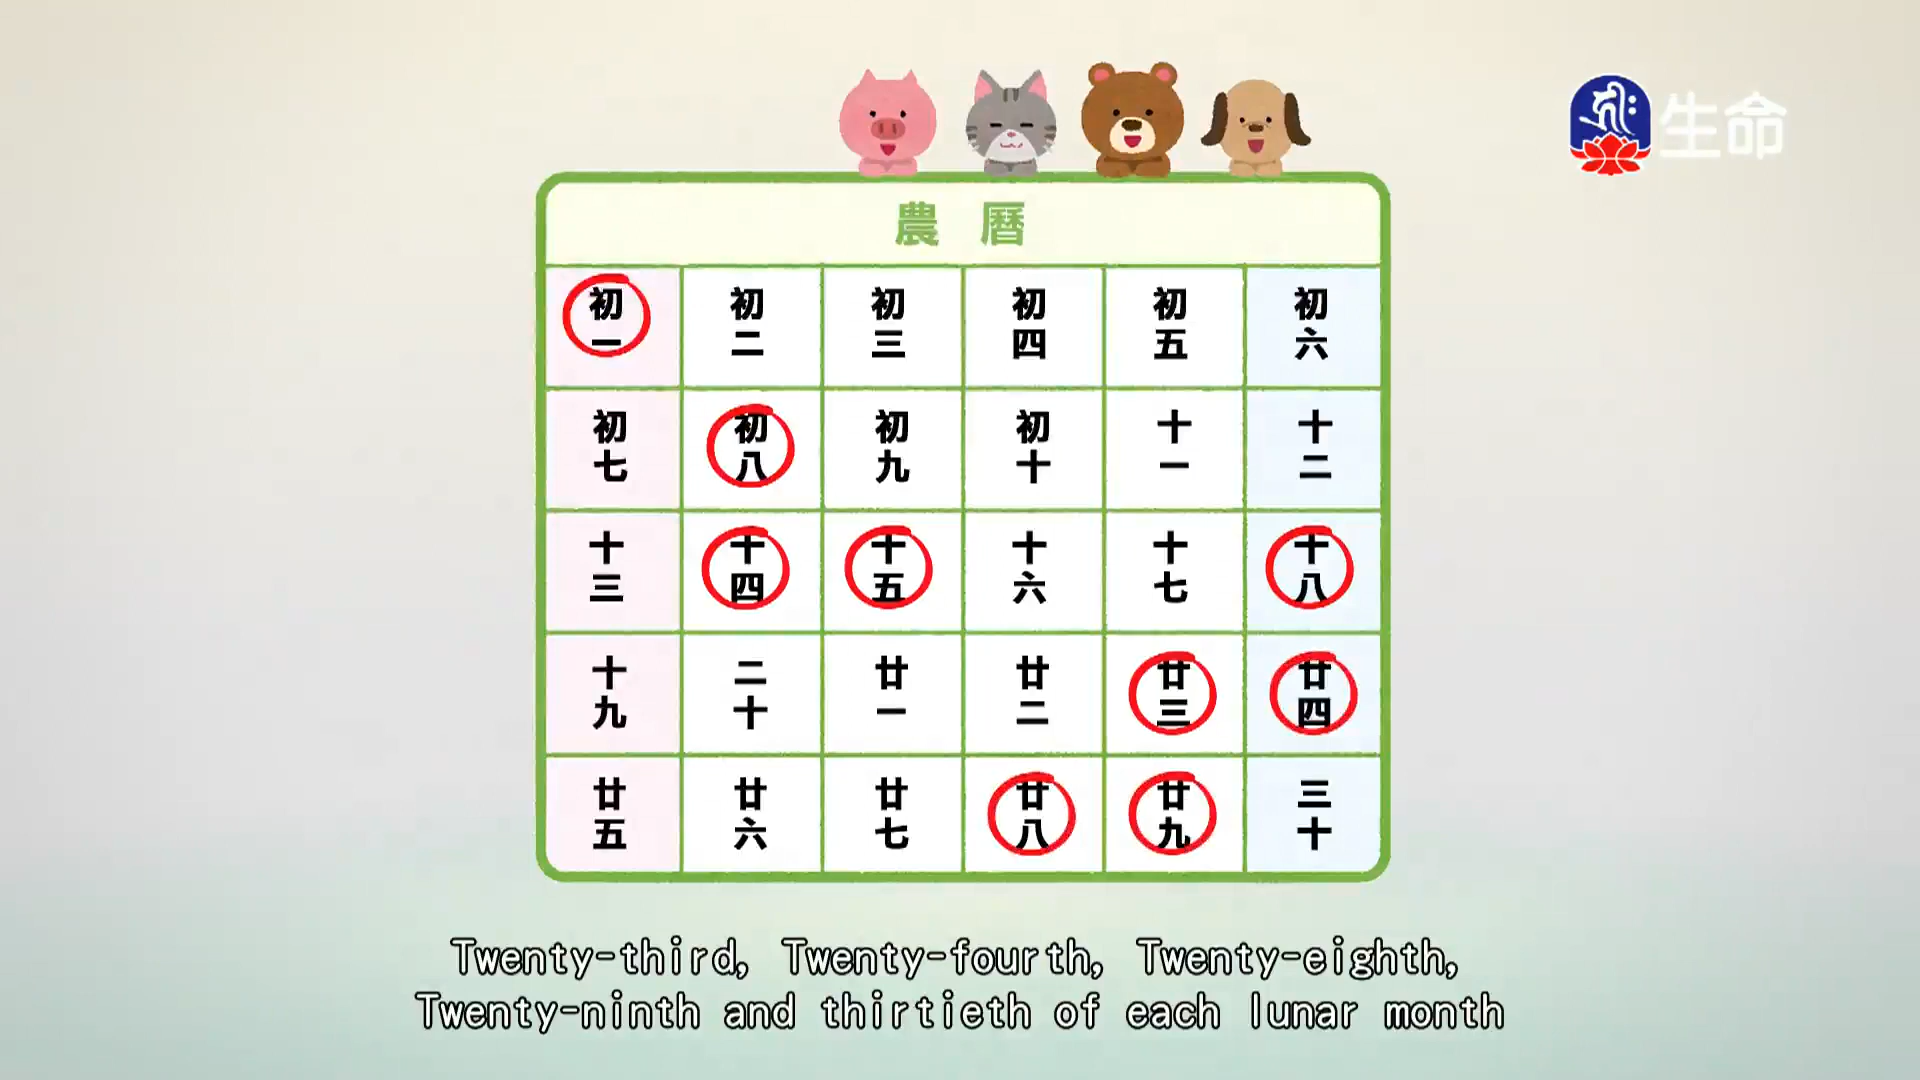 生命
農曆
初一 初二 初三 初四 初五 初六
初七 初八 初九 初十 十一 十二
十三 十四 十五 十六 十七 十八
十九 二十 廿一 廿二 廿三 廿四
廿五 廿六 廿七 廿八 廿九 三十
Twenty-third, Twenty-fourth, Twenty-eighth,
Twenty-ninth and thirtieth of each lunar month